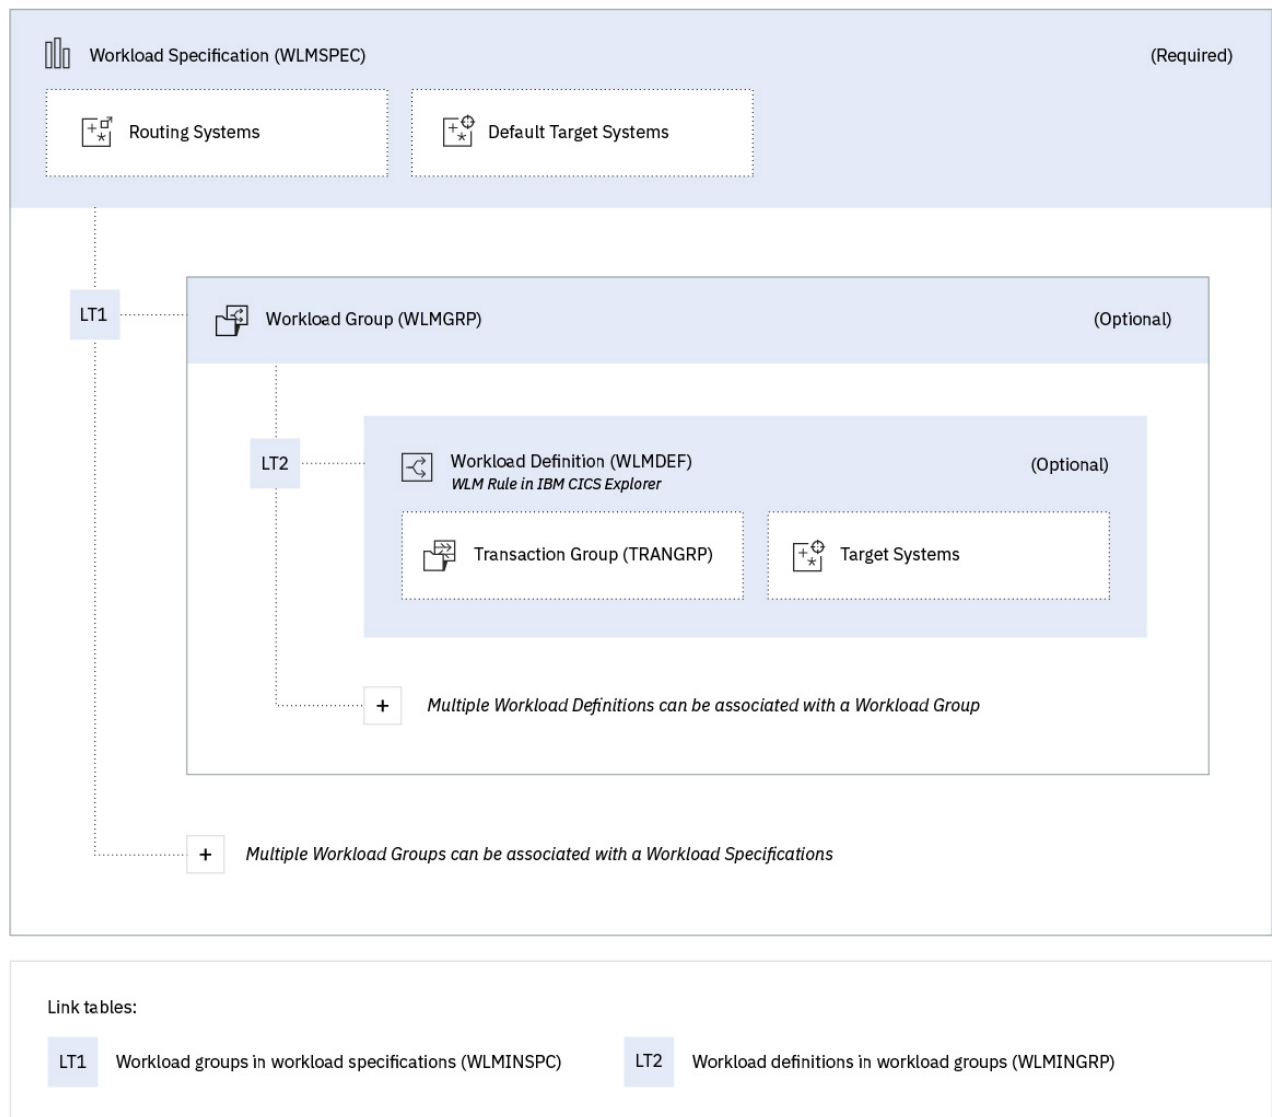 Workload Specification (WLMSPEC)
(Required)
Routing Systems
Default Target Systems
LT1
Workload Group (WLMGRP)
(Optional)
LT2
Workload Definition (WLMDEF)
(Optional)
WLM Rule in IBM CICS Explorer
Transaction Group (TRANGRP)
Target Systems
+
Multiple Workload Definitions can be associated with a Workload Group
+
Multiple Workload Groups can be associated with a Workload Specifications
Link tables:
LT1
Workload groups in workload specifications (WLMINSPC)
LT2
Workload definitions in workload groups (WLMINGRP)